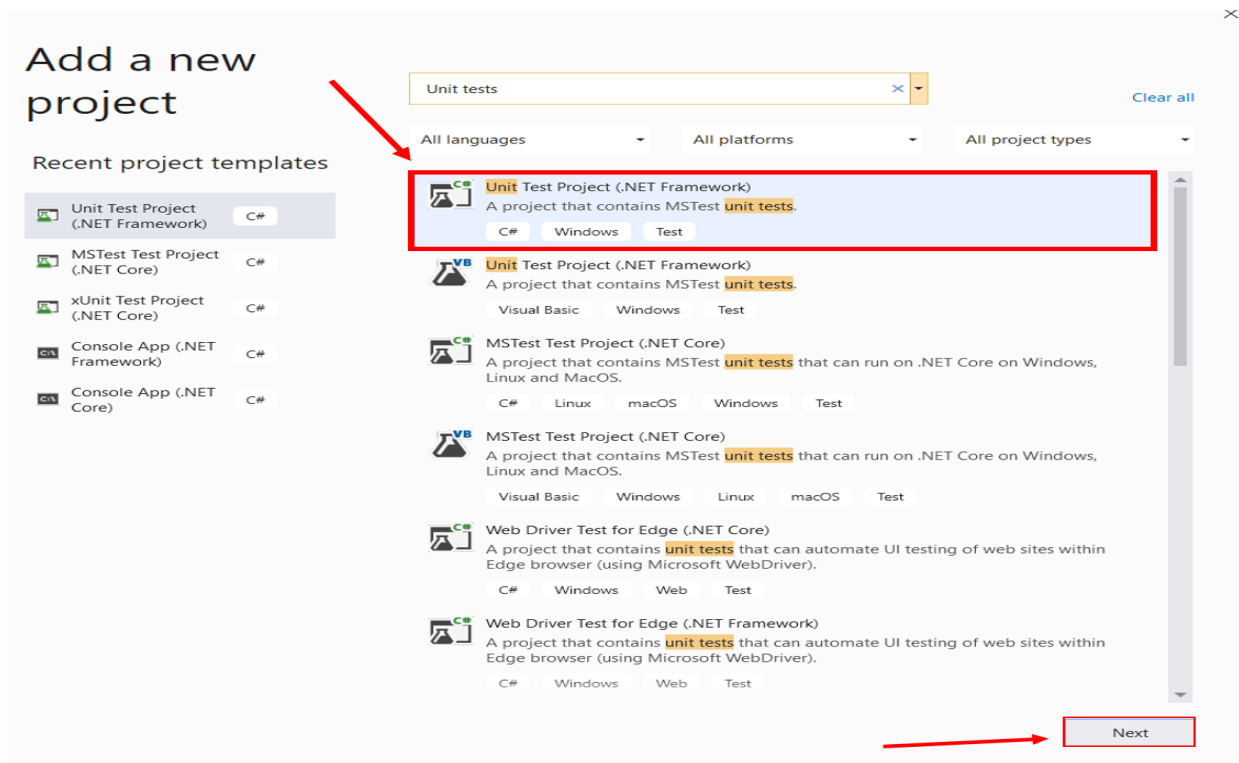 Add a new
project
Recent project templates
Unit Test Project
(.NET Framework)
C#
MSTest Test Project
(.NET Core)
C#
xUnit Test Project
(.NET Core)
C#
Console App (.NET
Framework)
C#
Console App (.NET
Core)
C#
Unit tests
Clear all
All languages All platforms All project types
C#
Unit Test Project (.NET Framework)
A project that contains MSTest unit tests.
C# Windows Test
VB
Unit Test Project (.NET Framework)
A project that contains MSTest unit tests.
Visual Basic Windows Test
C#
MSTest Test Project (.NET Core)
A project that contains MSTest unit tests that can run on .NET Core on Windows,
Linux and MacOS.
C# Linux macOS Windows Test
VB
MSTest Test Project (.NET Core)
A project that contains MSTest unit tests that can run on .NET Core on Windows,
Linux and MacOS.
Visual Basic Windows Linux macOS Test
C#
Web Driver Test for Edge (.NET Core)
A project that contains unit tests that can automate UI testing of web sites within
Edge browser (using Microsoft WebDriver).
C# Windows Web Test
C#
Web Driver Test for Edge (.NET Framework)
A project that contains unit tests that can automate UI testing of web sites within
Edge browser (using Microsoft WebDriver).
C# Windows Web Test
Next